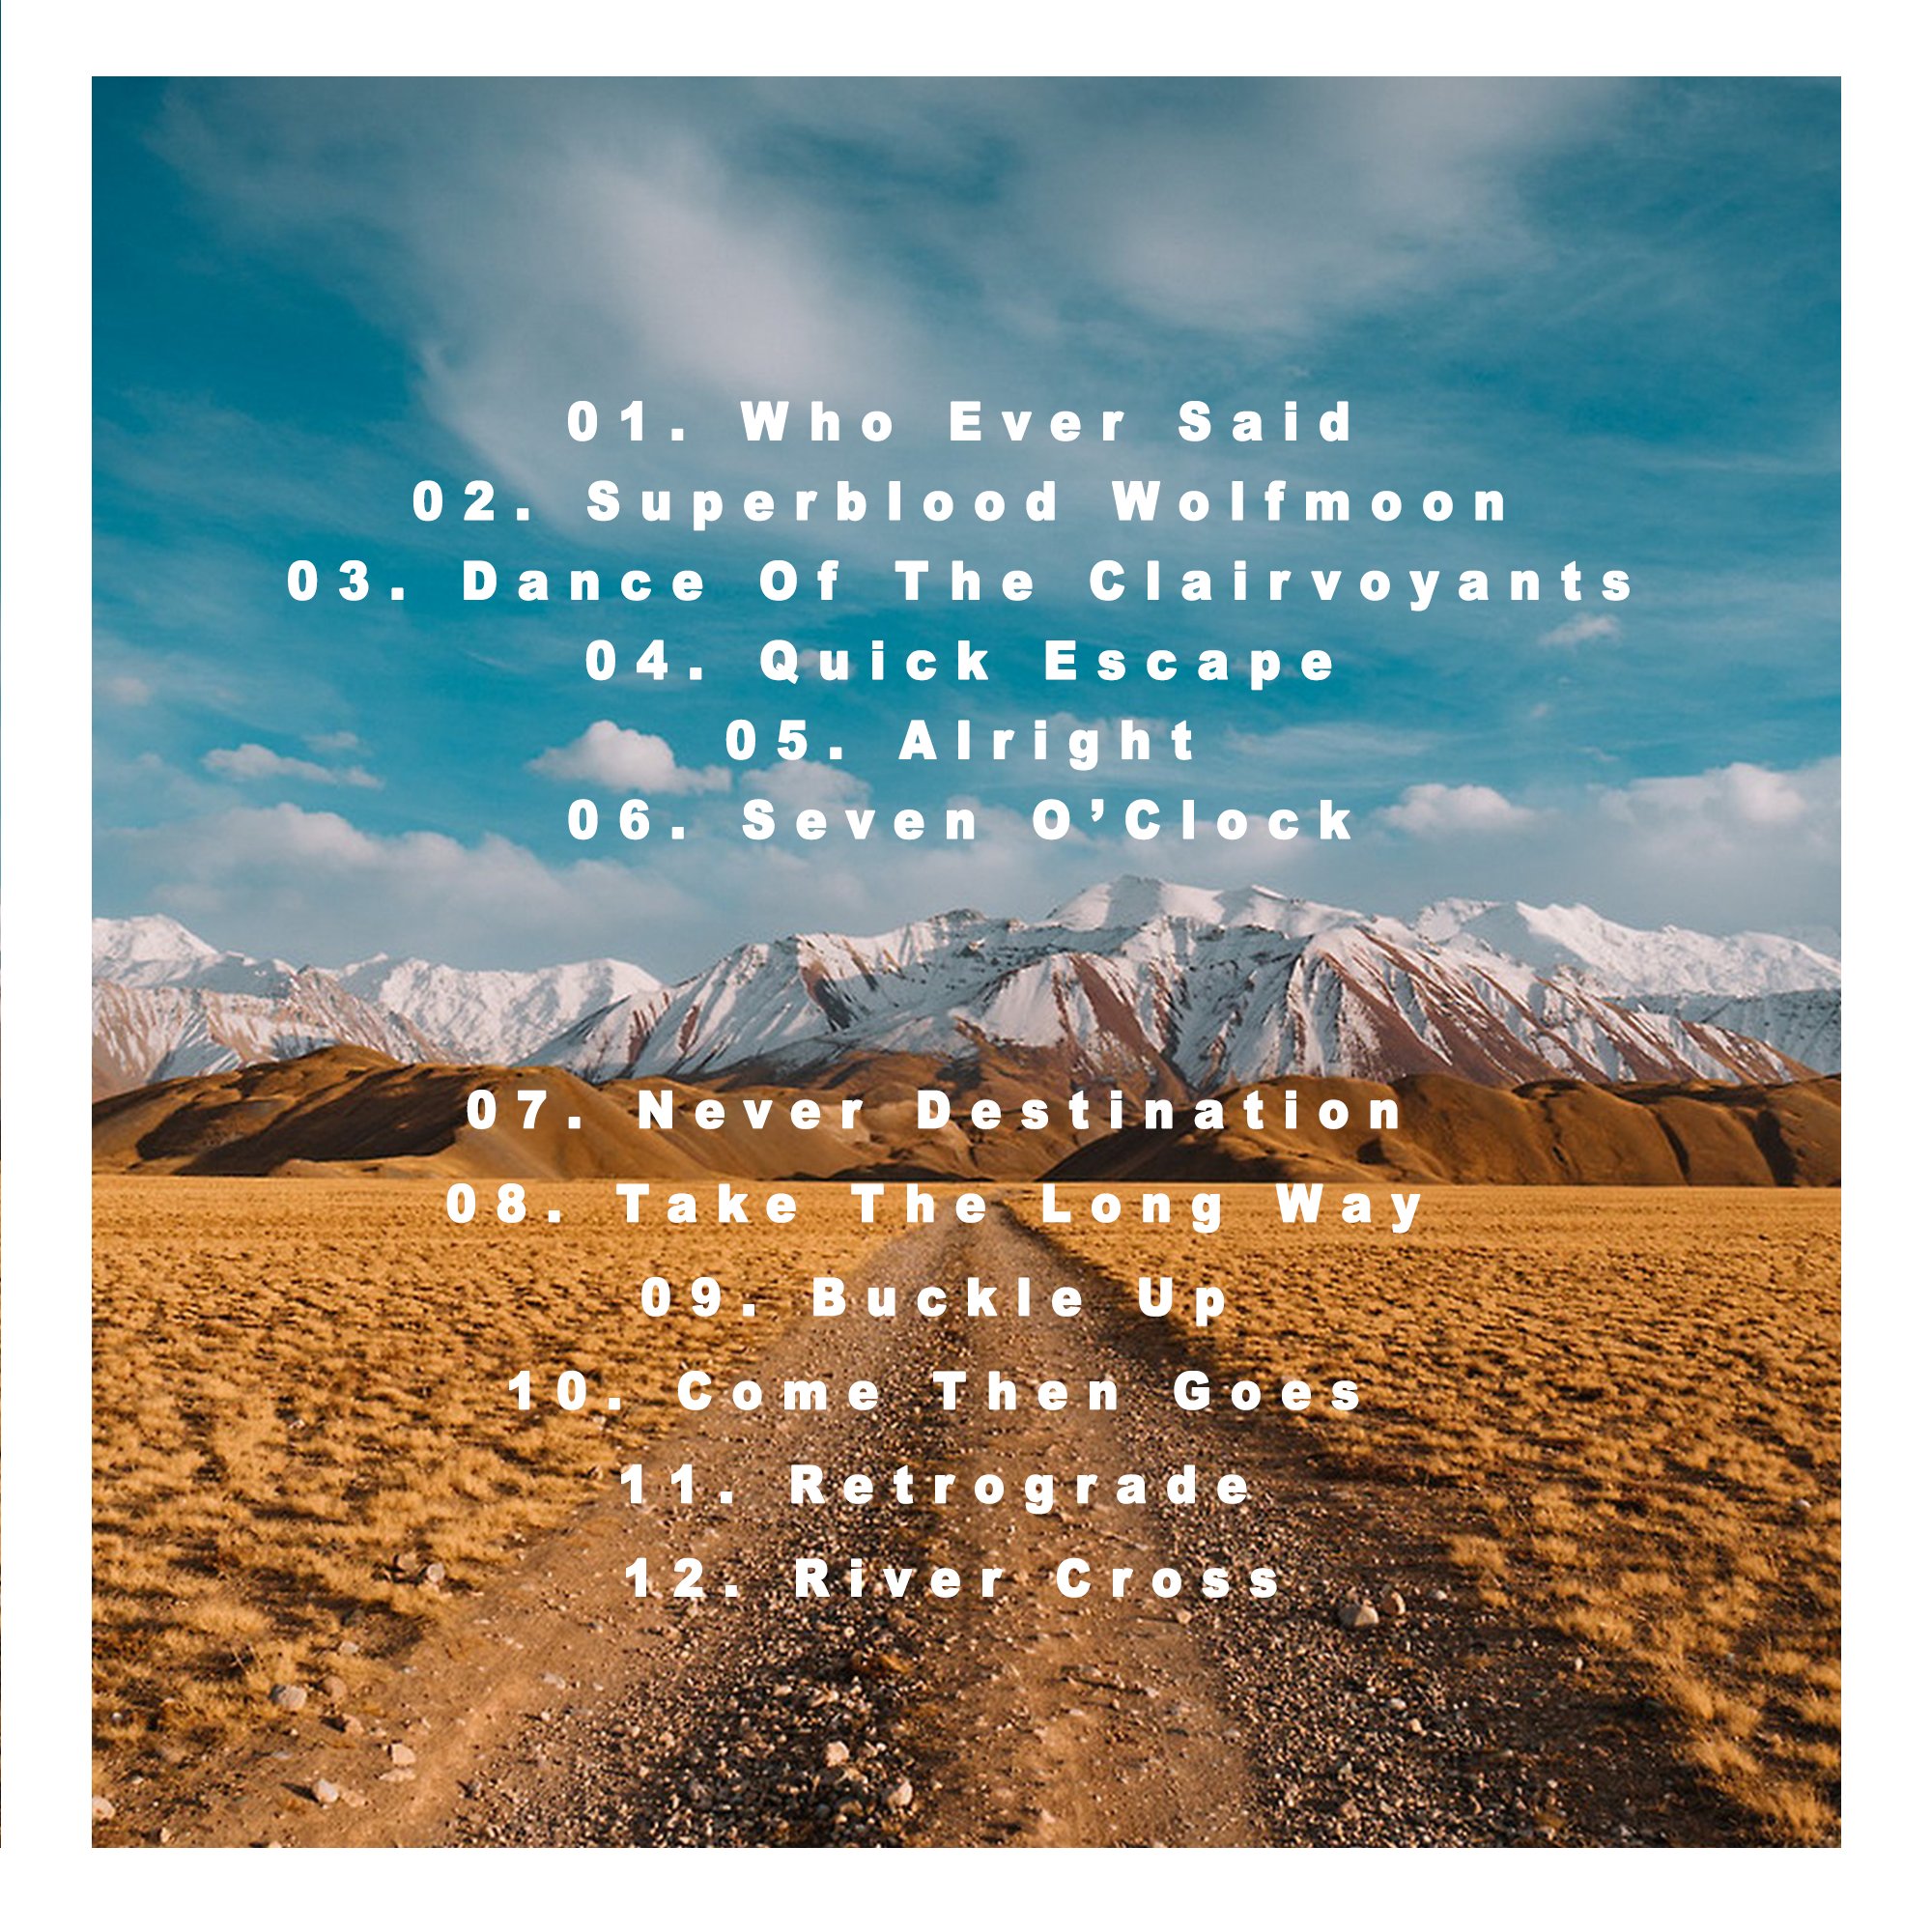 01. Who Ever Said
02. Superblood Wolfmoon
03. Dance Of The Clairvoyants
04. Quick Escape
05. Alright
06. Seven O’Clock
07. Never Destination
08. Take The Long Way
09. Buckle Up
10. Come Then Goes
11. Retrograde
12. River Cross